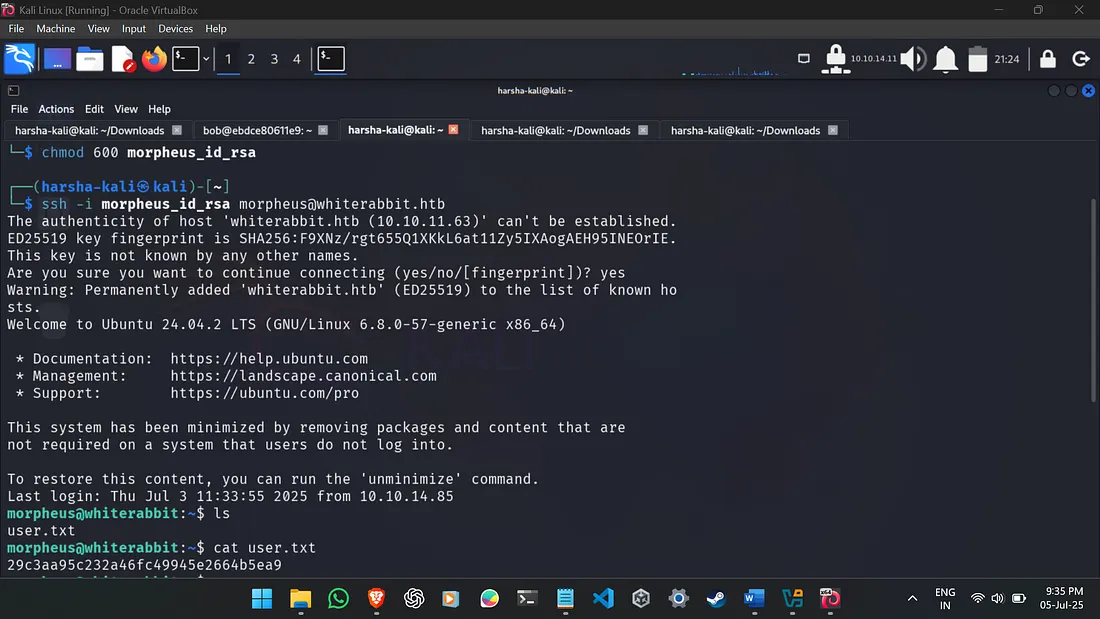 Kali Linux [Running] - Oracle VirtualBox
File Machine View Input Devices Help
1 2 3 4
10.10.14.11
21:24
harsha-kali@kali: ~
File Actions Edit View Help
harsha-kali@kali: ~/Downloads
bob@ebdce80611e9: ~
harsha-kali@kali: ~
harsha-kali@kali: ~/Downloads
harsha-kali@kali: ~/Downloads
└─$ chmod 600 morpheus_id_rsa
┌──(harsha-kali㉿kali)-[~]
└─$ ssh -i morpheus_id_rsa morpheus@whiterabbit.htb
The authenticity of host 'whiterabbit.htb (10.10.11.63)' can't be established.
ED25519 key fingerprint is SHA256:F9XNz/rgt655Q1XKkL6at11Zy5IXAogAEH95INEOrIE.
This key is not known by any other names.
Are you sure you want to continue connecting (yes/no/[fingerprint])? yes
Warning: Permanently added 'whiterabbit.htb' (ED25519) to the list of known ho
sts.
Welcome to Ubuntu 24.04.2 LTS (GNU/Linux 6.8.0-57-generic x86_64)
* Documentation: https://help.ubuntu.com
* Management: https://landscape.canonical.com
* Support: https://ubuntu.com/pro
This system has been minimized by removing packages and content that are
not required on a system that users do not log into.
To restore this content, you can run the 'unminimize' command.
Last login: Thu Jul 3 11:33:55 2025 from 10.10.14.85
morpheus@whiterabbit:~$ ls
user.txt
morpheus@whiterabbit:~$ cat user.txt
29c3aa95c232a46fc49945e2664b5ea9
ENG
IN
9:35 PM
05-Jul-25